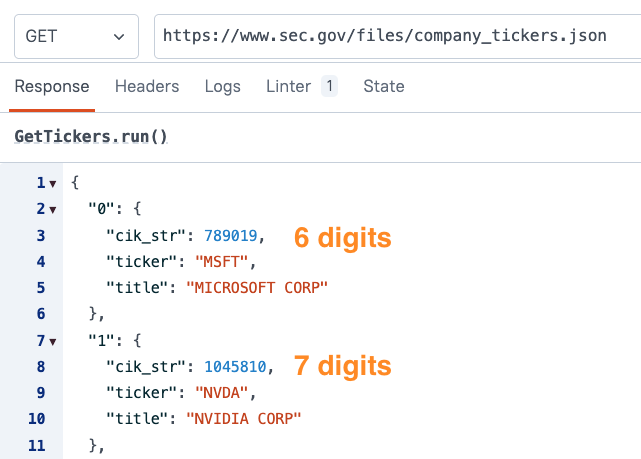 GET https://www.sec.gov/files/company_tickers.json
Response Headers Logs Linter 1 State
GetTickers.run()
1 {
2 "0": {
3 "cik_str": 789019, 6 digits
4 "ticker": "MSFT",
5 "title": "MICROSOFT CORP"
6 },
7 "1": {
8 "cik_str": 1045810, 7 digits
9 "ticker": "NVDA",
10 "title": "NVIDIA CORP"
11 },